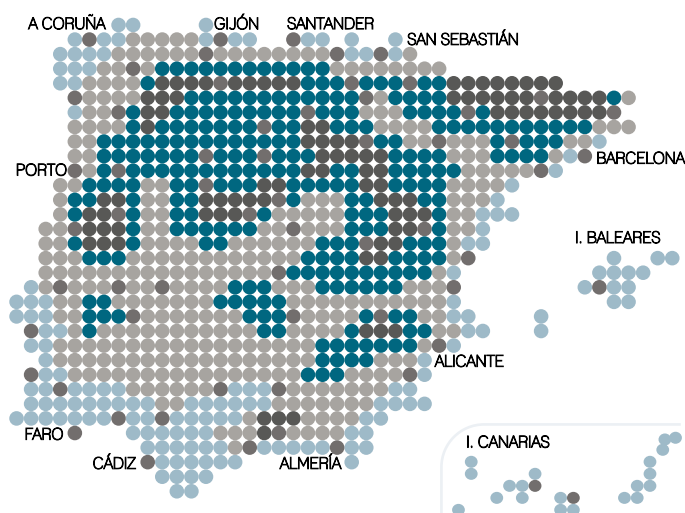 A CORUÑA
GIJÓN
SANTANDER
SAN SEBASTIÁN
PORTO
BARCELONA
I. BALEARES
ALICANTE
FARO
CÁDIZ
ALMERÍA
I. CANARIAS